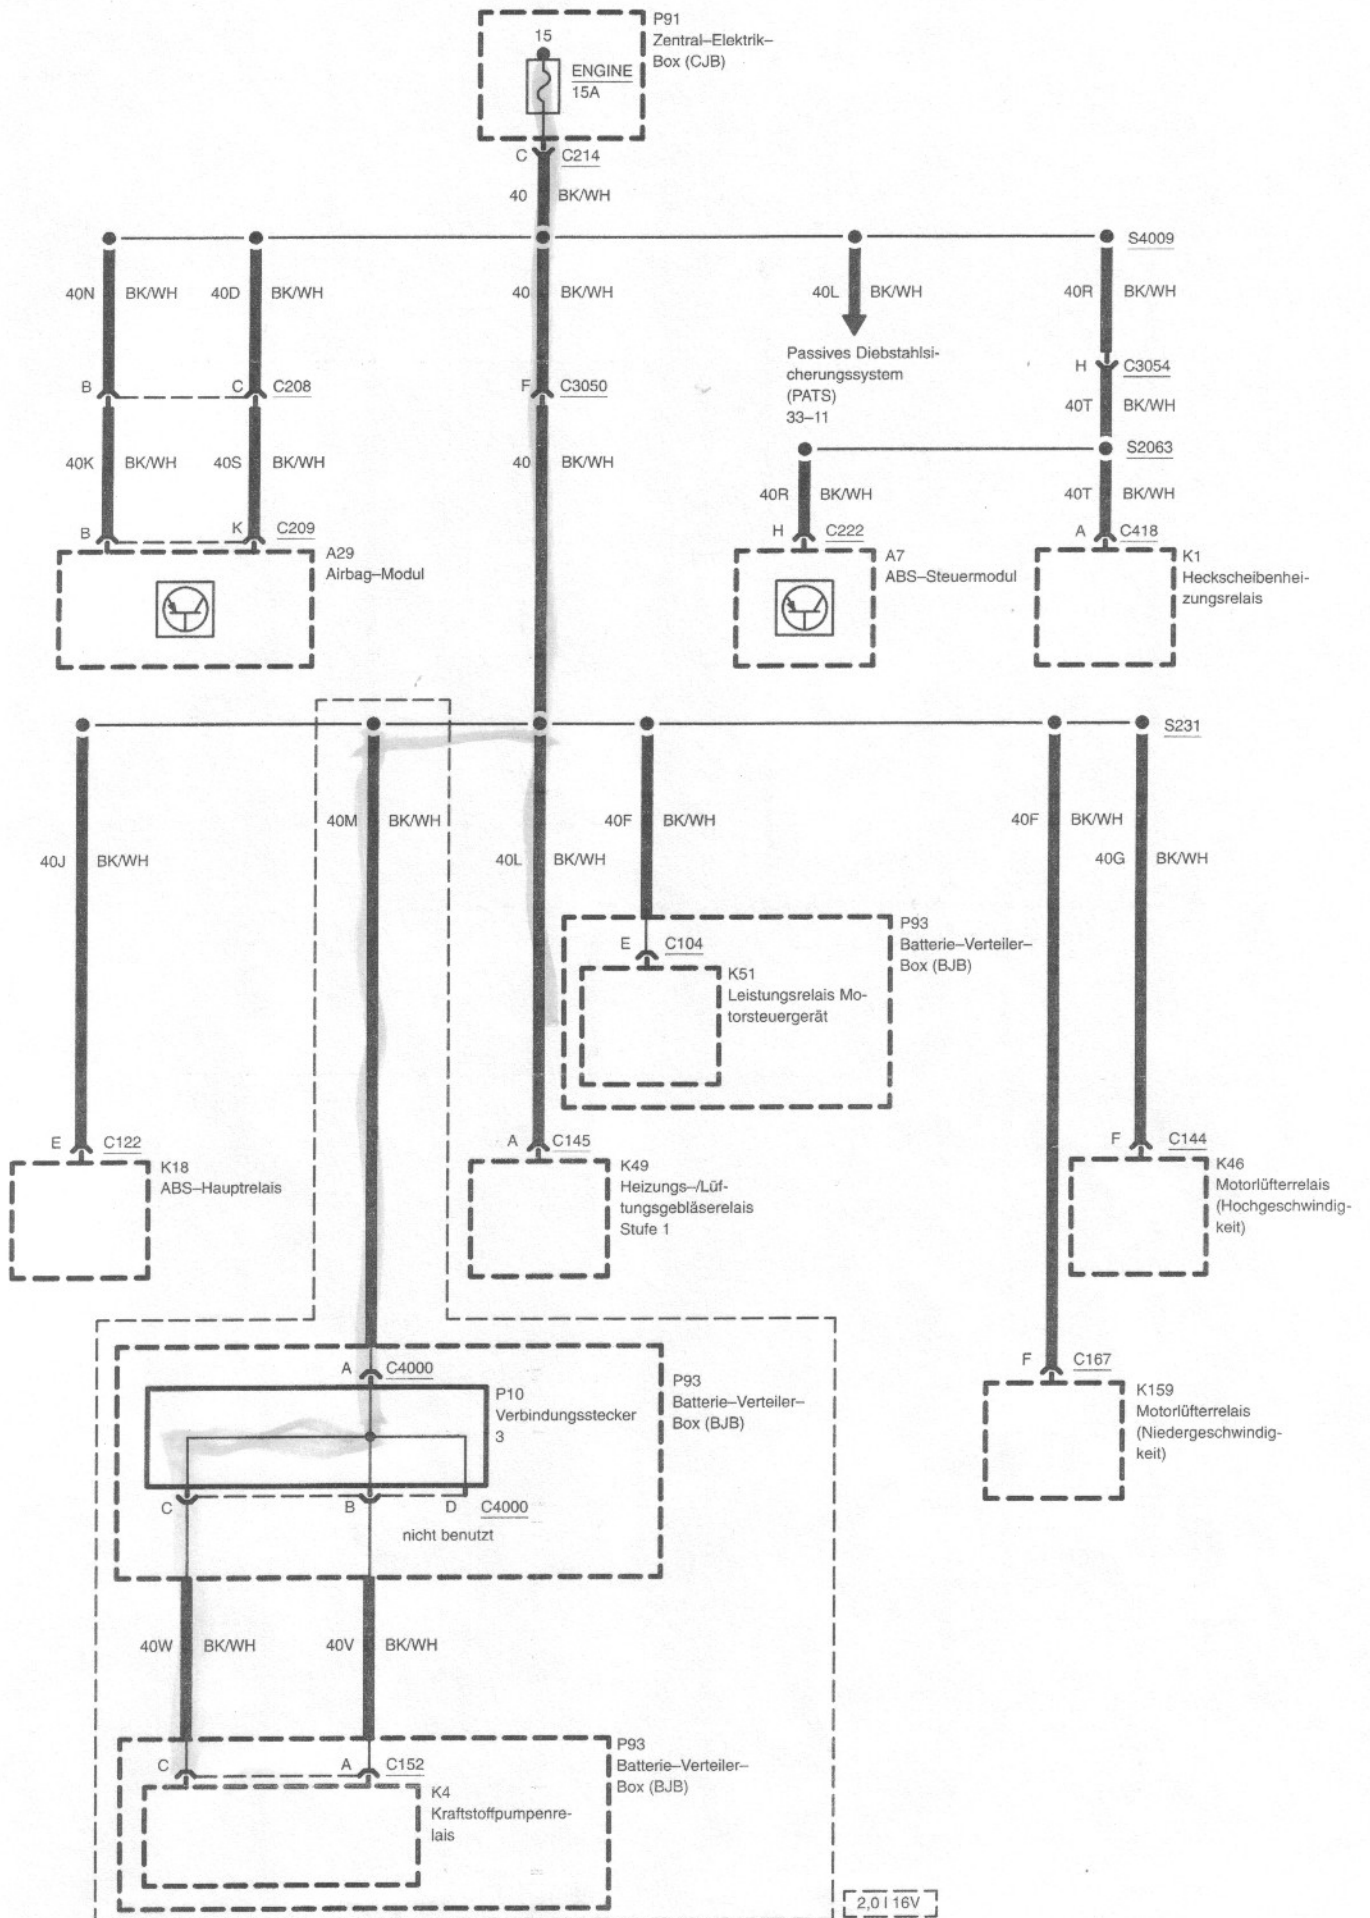 P91
Zentral–Elektrik–
Box (CJB)
15
ENGINE
15A
C C214
40 BK/WH
S4009
40N BK/WH 40D BK/WH 40 BK/WH 40L BK/WH 40R BK/WH
Passives Diebstahlsi-
cherungssystem
(PATS)
33–11
H C3054
B C C208 F C3050
40T BK/WH
S2063
40K BK/WH 40S BK/WH 40 BK/WH
40R BK/WH 40T BK/WH
B K C209
H C222 A C418
A29
Airbag–Modul
A7
ABS–Steuermodul
K1
Heckscheibenhei-
zungsrelais
S231
40M BK/WH 40F BK/WH 40F BK/WH
40J BK/WH 40L BK/WH 40G BK/WH
P93
Batterie–Verteiler–
Box (BJB)
E C104
K51
Leistungsrelais Mo-
torsteuergerät
E C122 A C145 F C144
K18
ABS–Hauptrelais
K49
Heizungs–/Lüf-
tungsgebläserelais
Stufe 1
K46
Motorlüfterrelais
(Hochgeschwindig-
keit)
F C167
K159
Motorlüfterrelais
(Niedergeschwindig-
keit)
A C4000
P93
Batterie–Verteiler–
Box (BJB)
P10
Verbindungsstecker
3
C B D C4000
nicht benutzt
40W BK/WH 40V BK/WH
P93
Batterie–Verteiler–
Box (BJB)
C A C152
K4
Kraftstoffpumpenre-
lais
2,0 l 16V